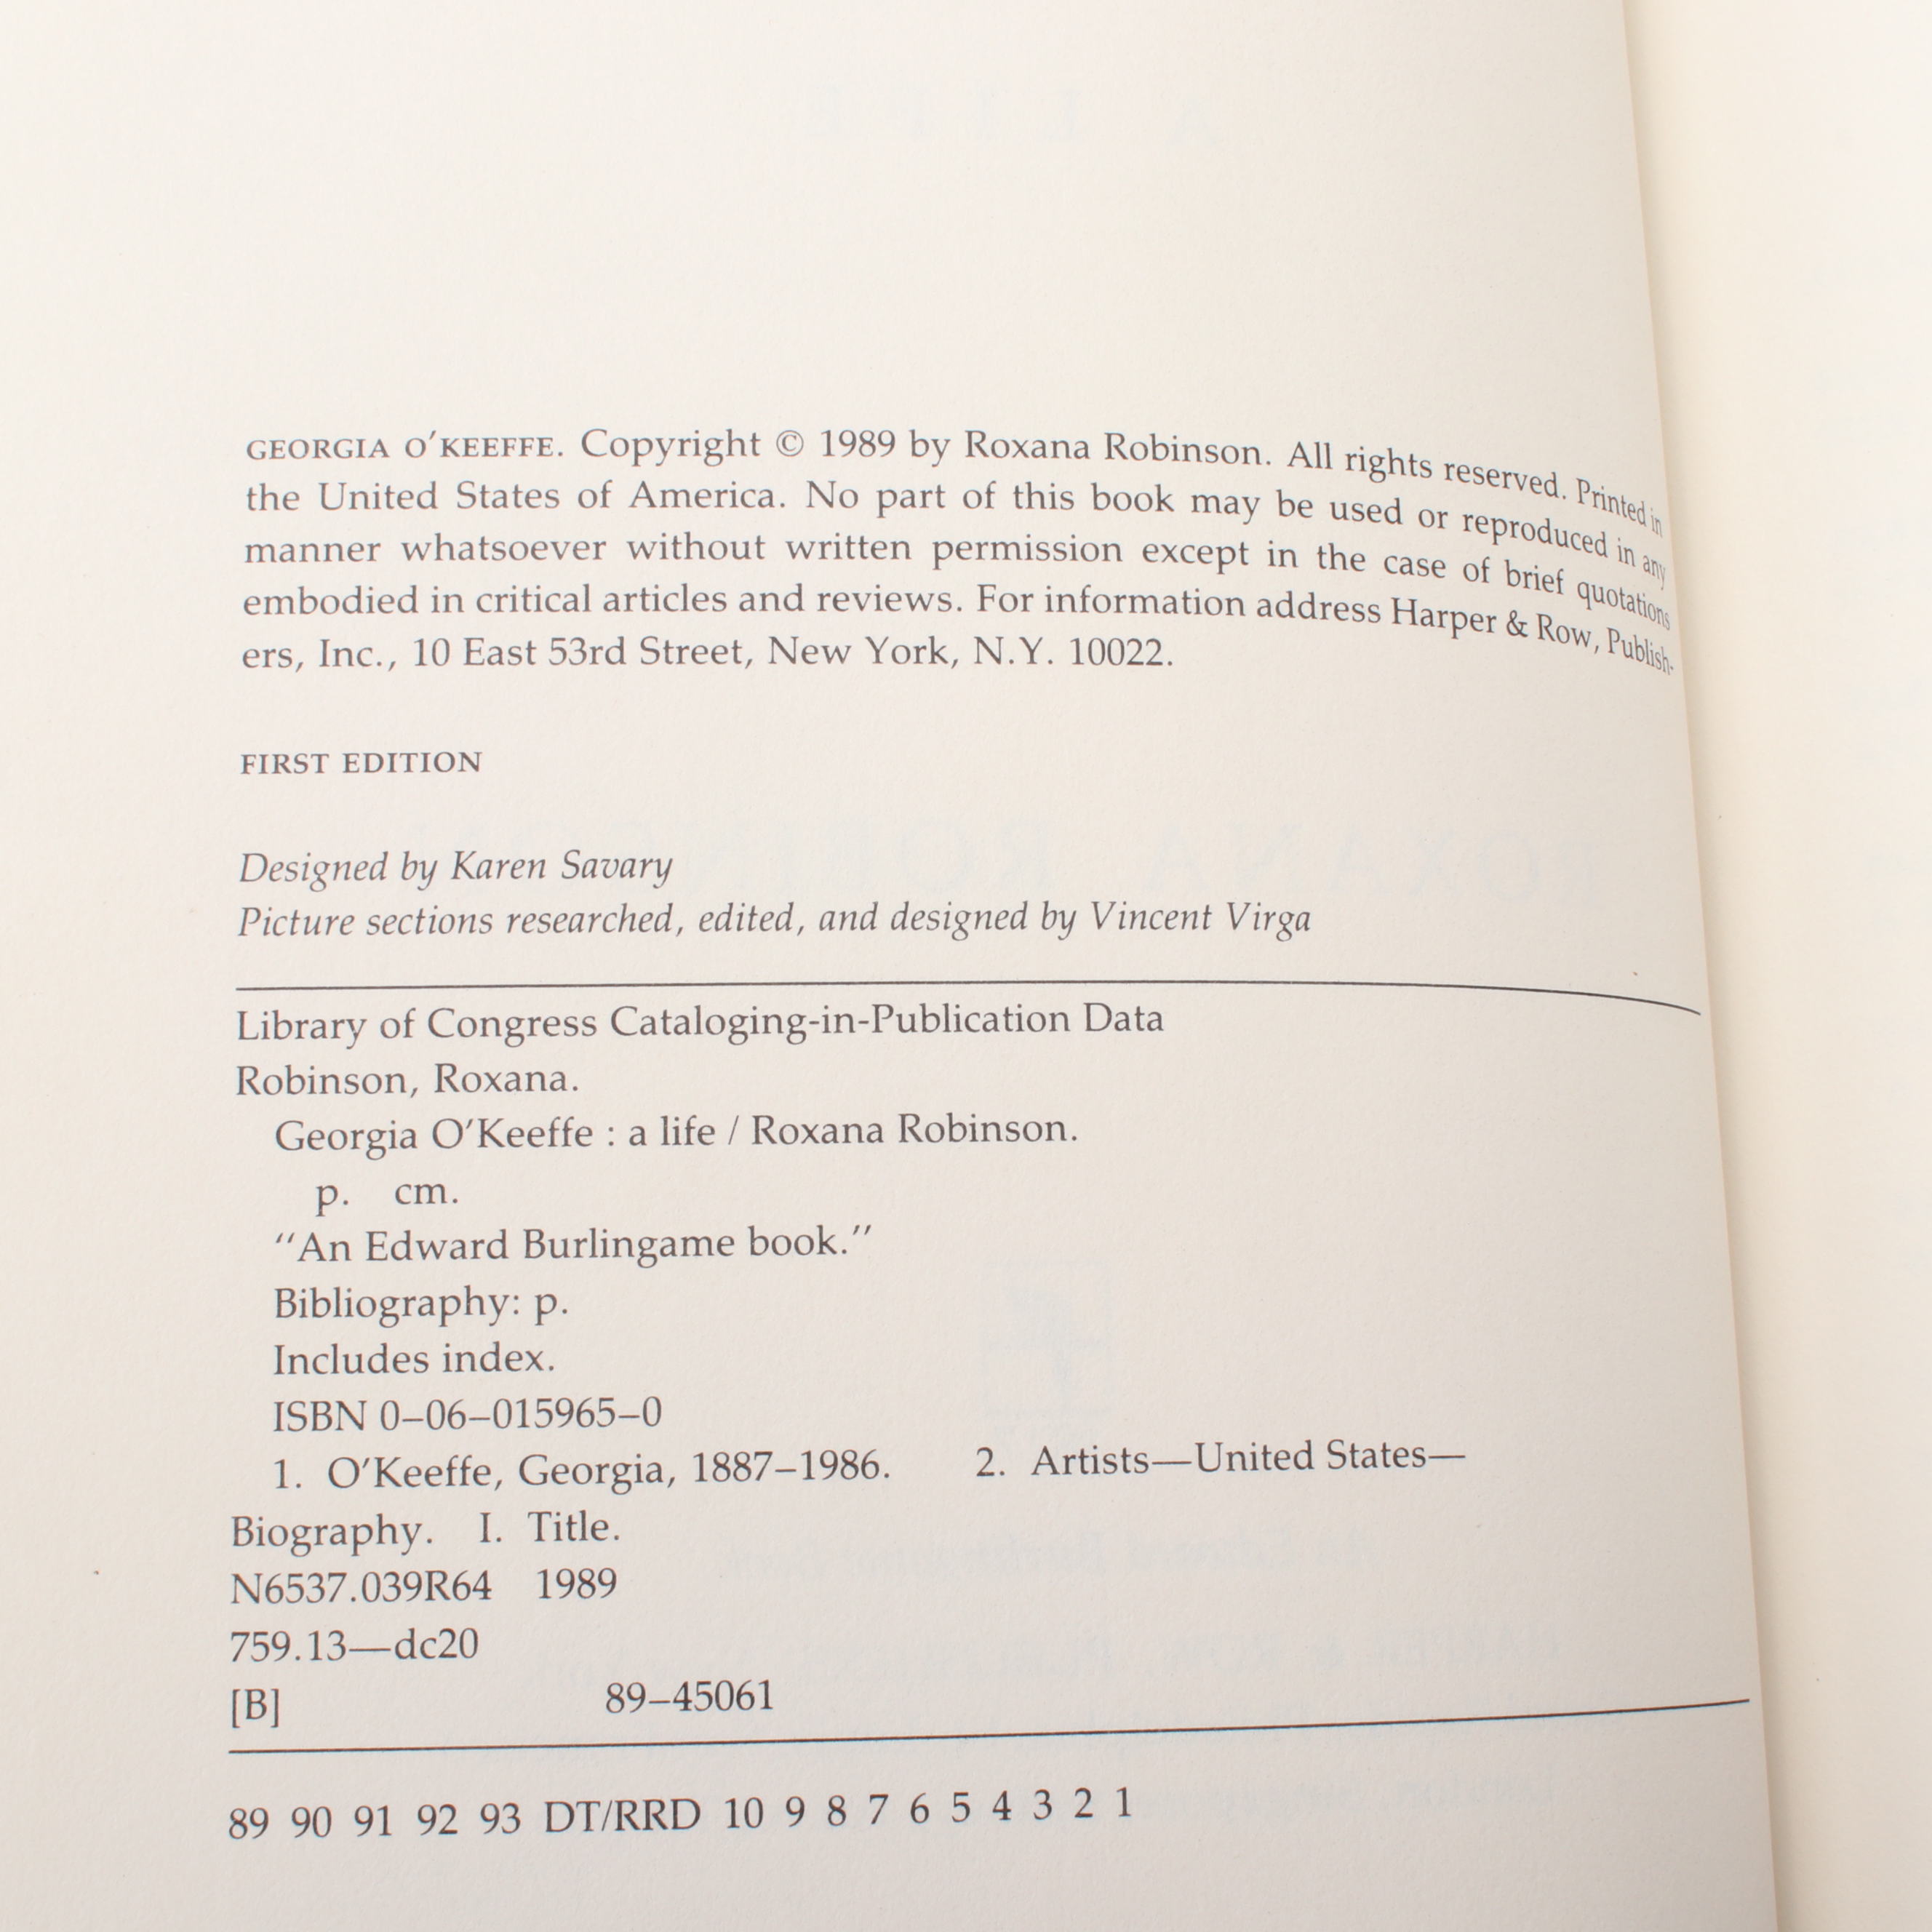 GEORGIA O'KEEFFE. Copyright © 1989 by Roxana Robinson. All rights reserved. Printed in
the United States of America. No part of this book may be used or reproduced in any
manner whatsoever without written permission except in the case of brief quotations
embodied in critical articles and reviews. For information address Harper & Row, Publish-
ers, Inc., 10 East 53rd Street, New York, N.Y. 10022.
FIRST EDITION
Designed by Karen Savary
Picture sections researched, edited, and designed by Vincent Virga
Library of Congress Cataloging-in-Publication Data
Robinson, Roxana.
Georgia O'Keeffe : a life / Roxana Robinson.
p. cm.
"An Edward Burlingame book."
Bibliography: p.
Includes index.
ISBN 0–06–015965–0
1. O'Keeffe, Georgia, 1887–1986. 2. Artists—United States—
Biography. I. Title.
N6537.039R64 1989
759.13—dc20
[B] 89–45061
89 90 91 92 93 DT/RRD 10 9 8 7 6 5 4 3 2 1